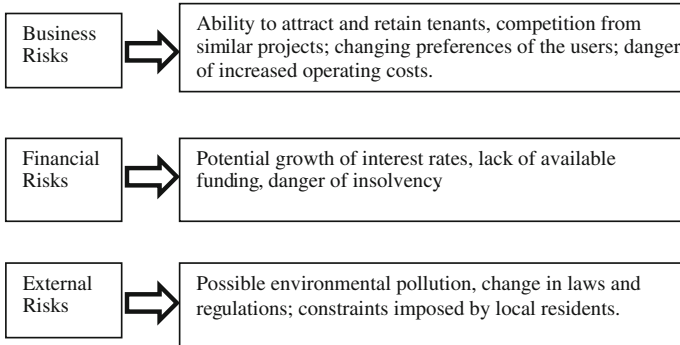 Business
Risks
Ability to attract and retain tenants, competition from
similar projects; changing preferences of the users; danger
of increased operating costs.
Financial
Risks
Potential growth of interest rates, lack of available
funding, danger of insolvency
External
Risks
Possible environmental pollution, change in laws and
regulations; constraints imposed by local residents.